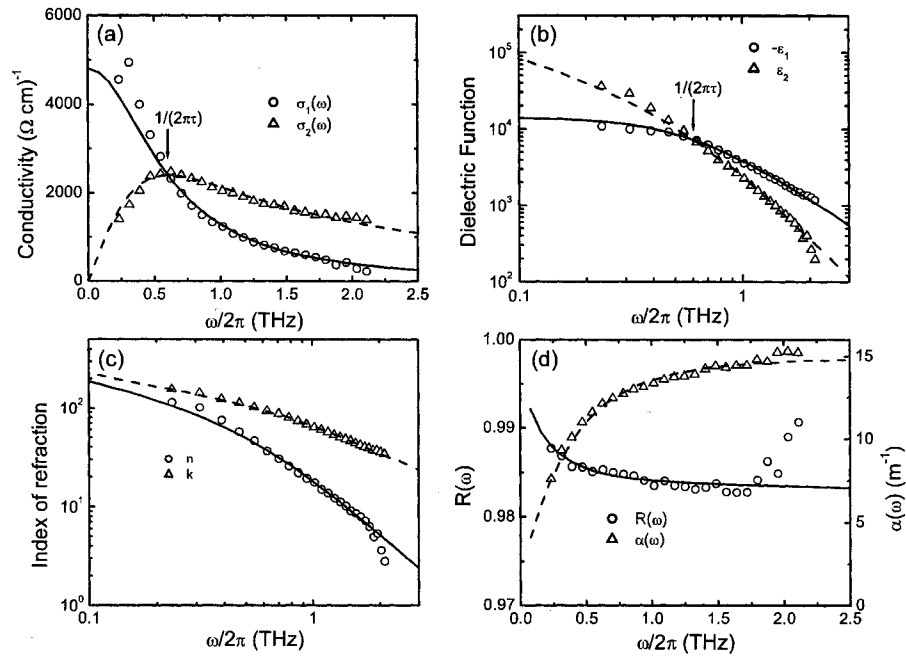 (a)
6000
4000
2000
0
Conductivity (Ω cm)⁻¹
σ₁(ω)
σ₂(ω)
1/(2πτ)
0.0 0.5 1.0 1.5 2.0 2.5
ω/2π (THz)
(b)
10⁵
10⁴
10³
10²
Dielectric Function
-ε₁
ε₂
1/(2πτ)
0.1 1
ω/2π (THz)
(c)
10²
10¹
10⁰
Index of refraction
n
k
0.1 1
ω/2π (THz)
(d)
1.00
0.99
0.98
0.97
R(ω)
R(ω)
α(ω)
15
10
5
0
α(ω) (m⁻¹)
0.0 0.5 1.0 1.5 2.0 2.5
ω/2π (THz)